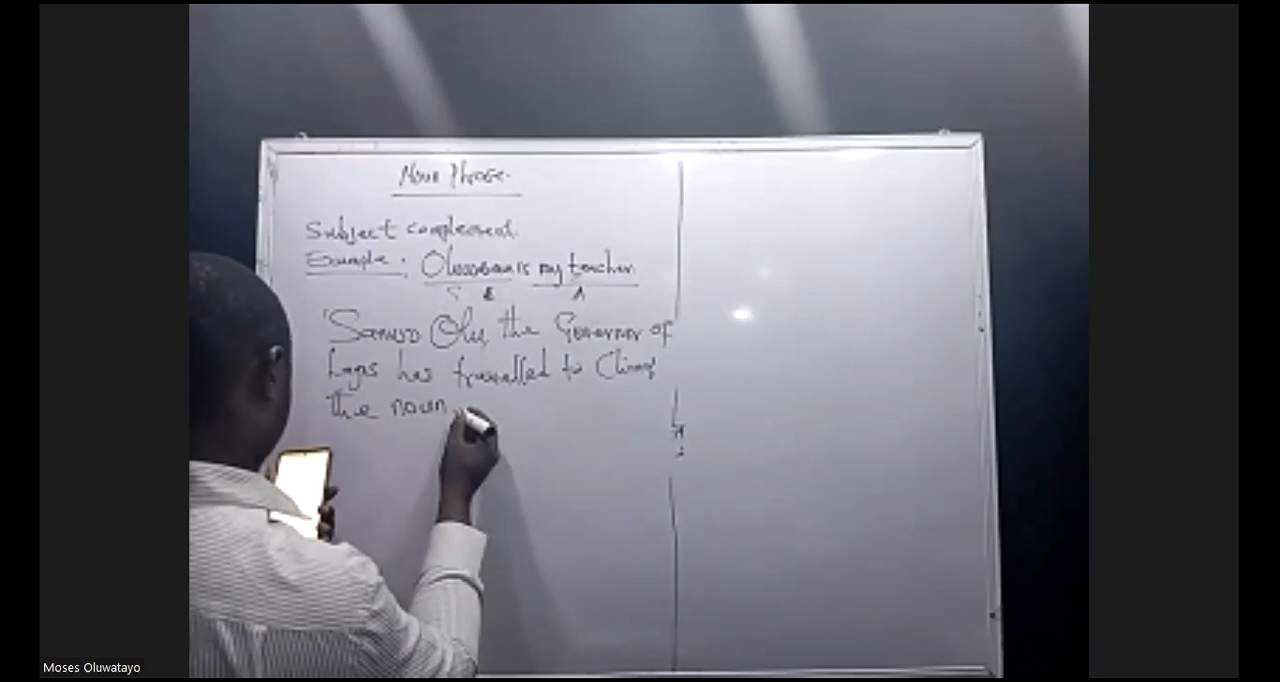 Noun Phrase.
Subject complement
Example: is my teacher
S A
Sanwo Olu, the Governor of
Lagos has travelled to China
the noun
Moses Oluwatayo